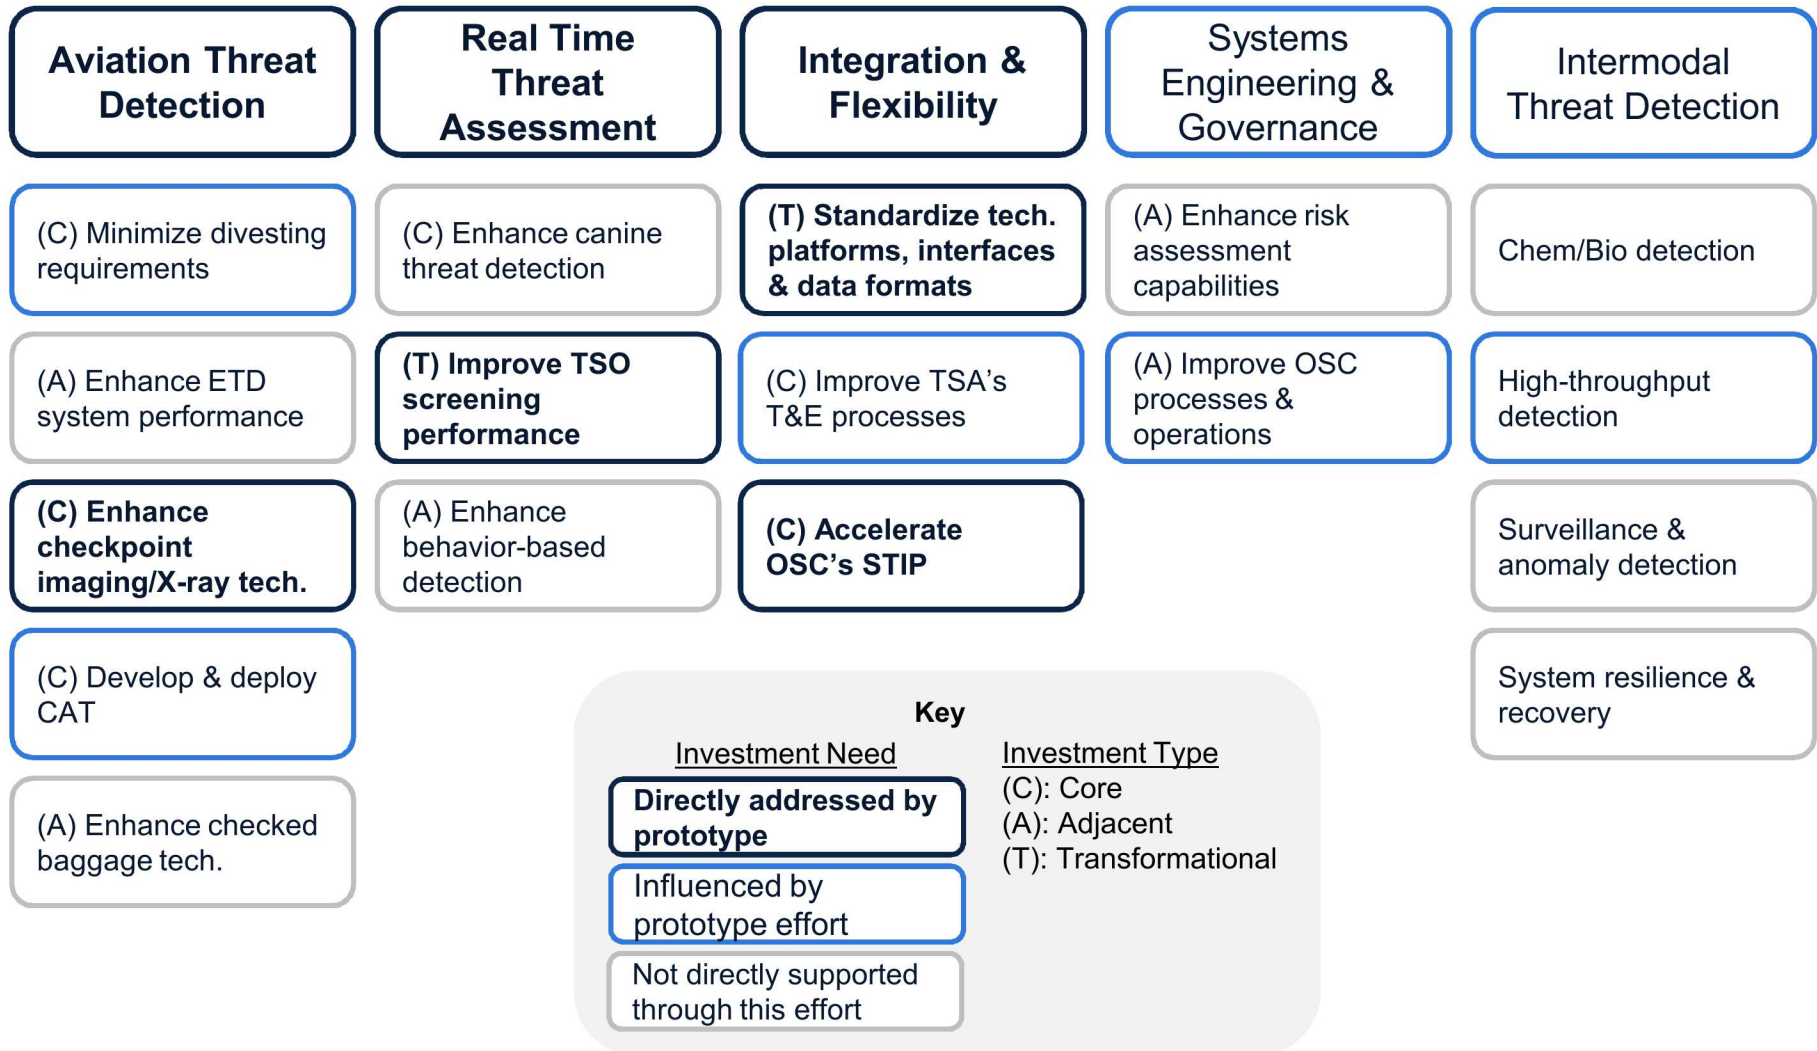 Aviation Threat
Detection
Real Time
Threat
Assessment
Integration &
Flexibility
Systems
Engineering &
Governance
Intermodal
Threat Detection
(C) Minimize divesting
requirements
(A) Enhance ETD
system performance
(C) Enhance
checkpoint
imaging/X-ray tech.
(C) Develop & deploy
CAT
(A) Enhance checked
baggage tech.
(C) Enhance canine
threat detection
(T) Improve TSO
screening
performance
(A) Enhance
behavior-based
detection
(T) Standardize tech.
platforms, interfaces
& data formats
(C) Improve TSA's
T&E processes
(C) Accelerate
OSC's STIP
(A) Enhance risk
assessment
capabilities
(A) Improve OSC
processes &
operations
Chem/Bio detection
High-throughput
detection
Surveillance &
anomaly detection
System resilience &
recovery
Key
Investment Need
Directly addressed by
prototype
Influenced by
prototype effort
Not directly supported
through this effort
Investment Type
(C): Core
(A): Adjacent
(T): Transformational